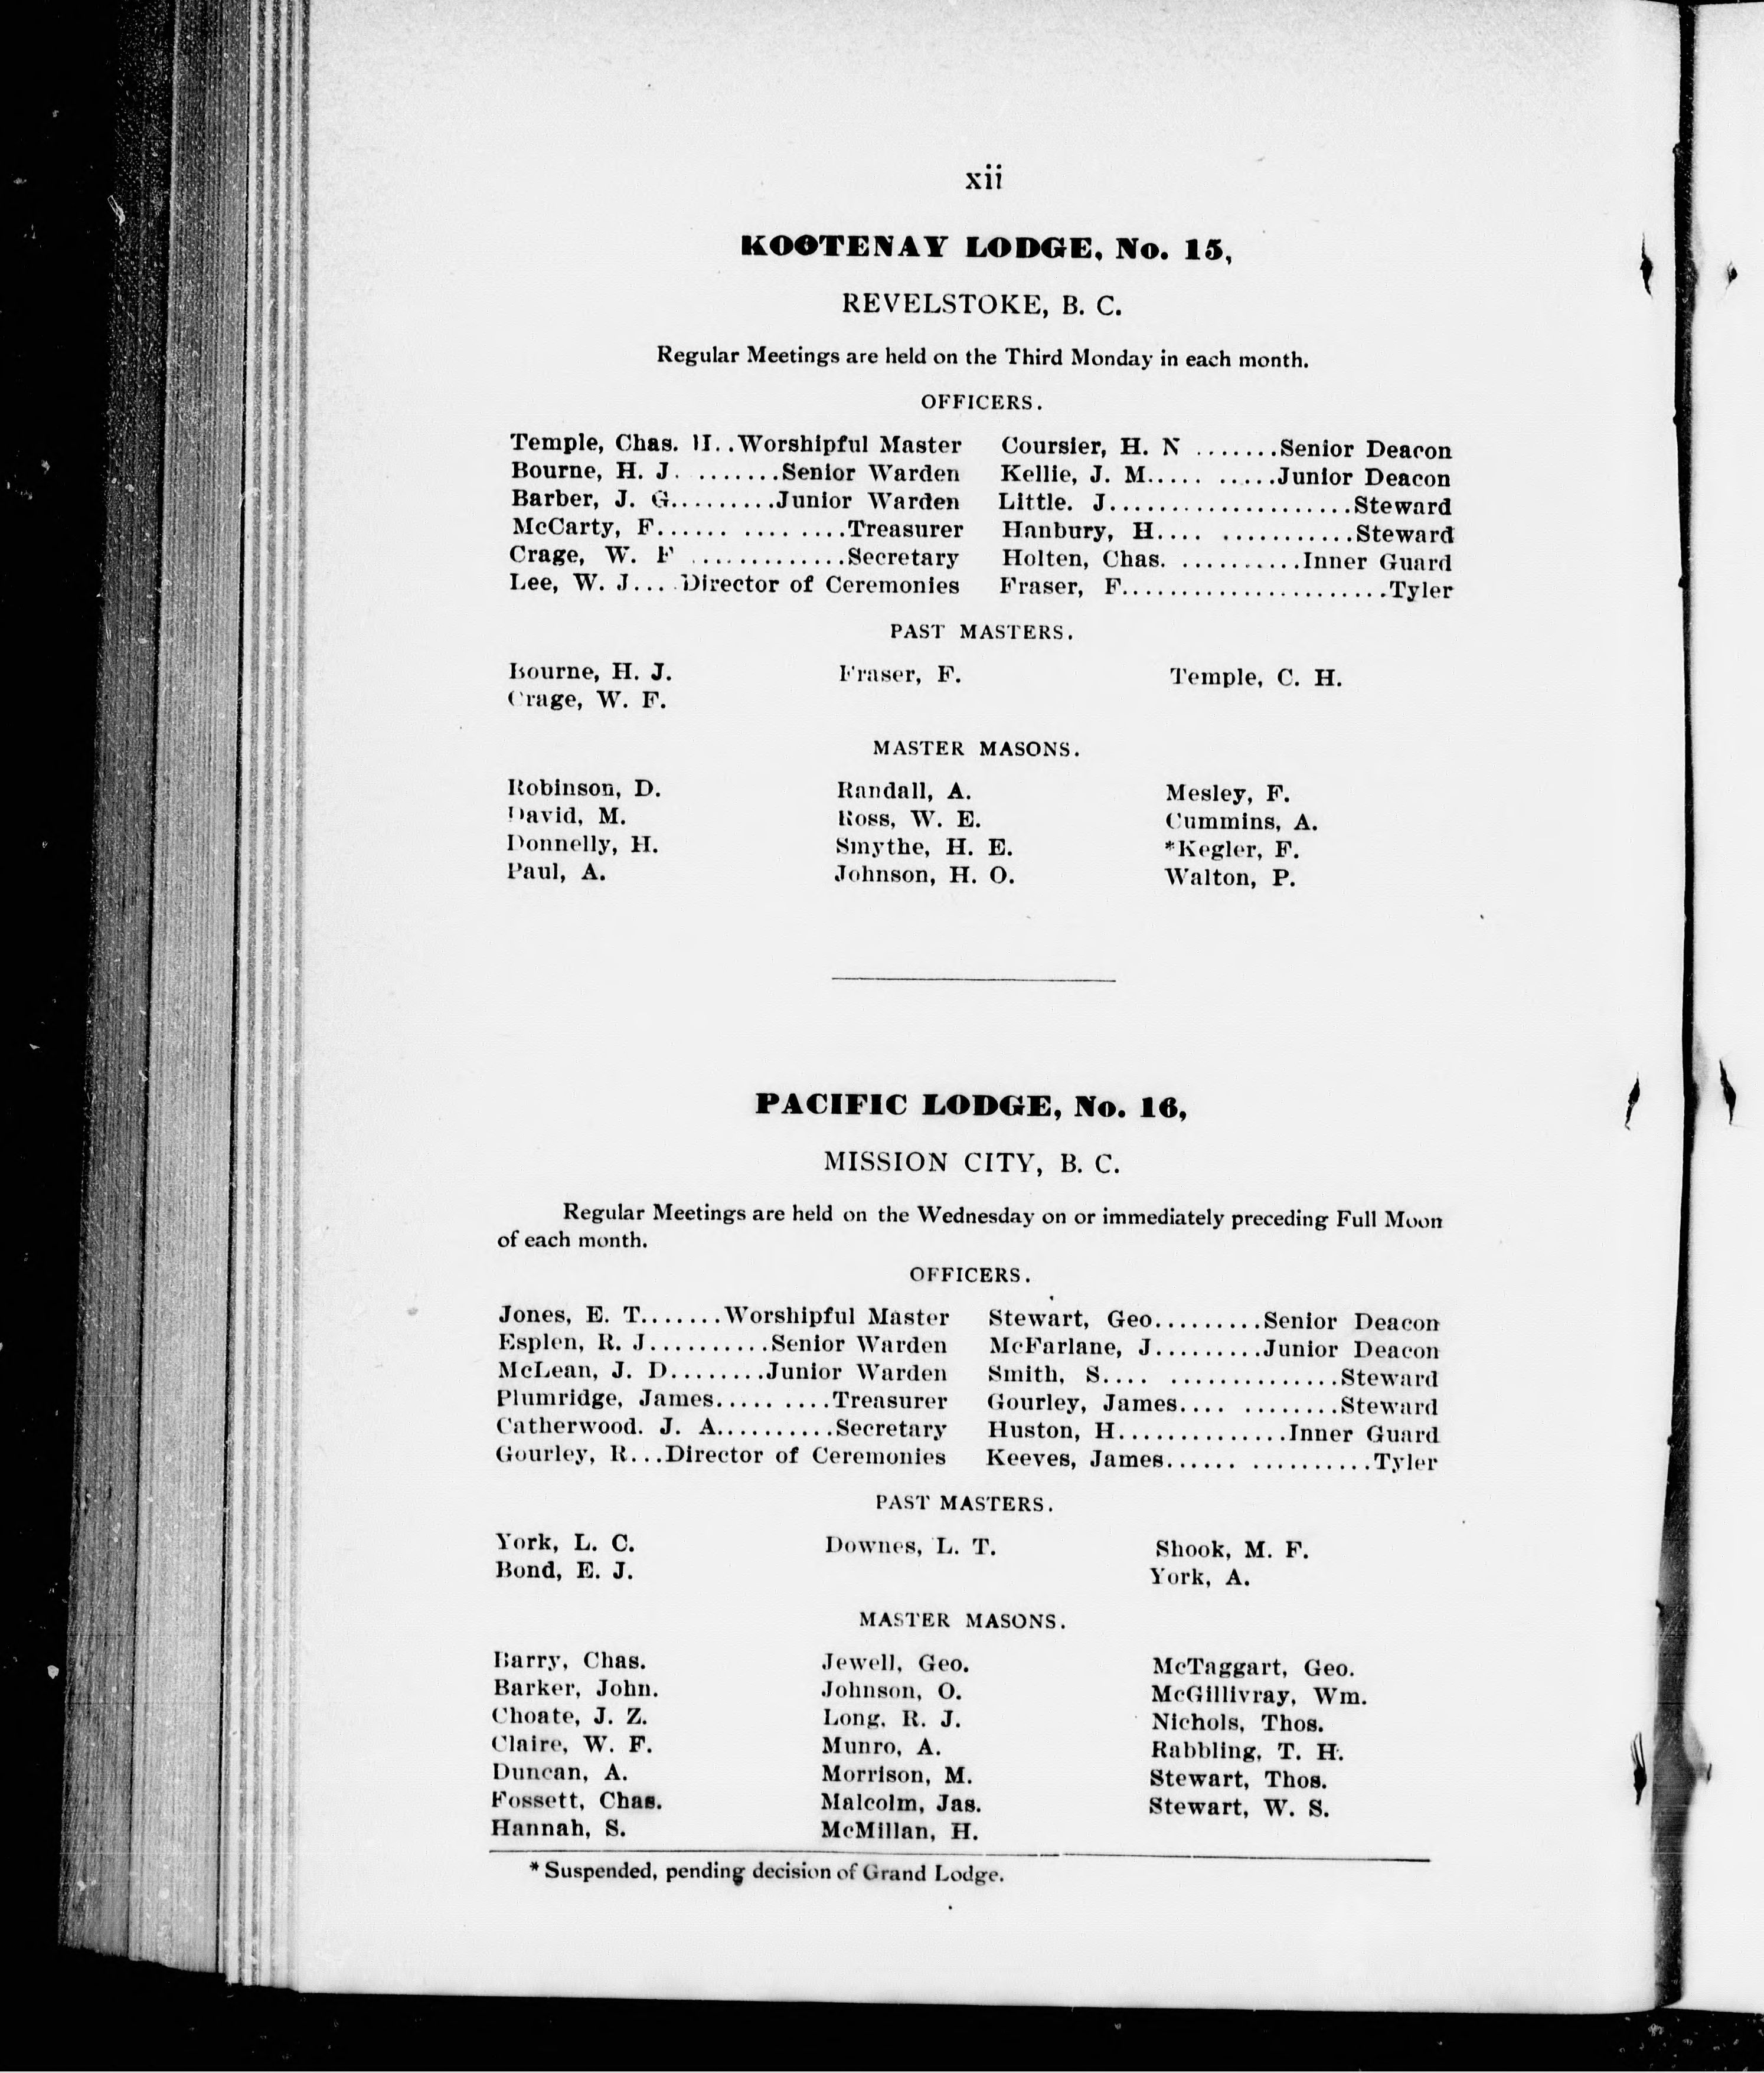 xii
KOOTENAY LODGE, No. 15,
REVELSTOKE, B. C.
Regular Meetings are held on the Third Monday in each month.
OFFICERS.
Temple, Chas. H. . Worshipful Master
Bourne, H. J. ........Senior Warden
Barber, J. G.........Junior Warden
McCarty, F...... .........Treasurer
Crage, W. F .............Secretary
Lee, W. J.... Director of Ceremonies
Coursier, H. N .......Senior Deacon
Kellie, J. M..... .....Junior Deacon
Little. J....................Steward
Hanbury, H.... ...........Steward
Holten, Chas. ..........Inner Guard
Fraser, F......................Tyler
PAST MASTERS.
Bourne, H. J.
Crage, W. F.
Fraser, F.
Temple, C. H.
MASTER MASONS.
Robinson, D.
David, M.
Donnelly, H.
Paul, A.
Randall, A.
Ross, W. E.
Smythe, H. E.
Johnson, H. O.
Mesley, F.
Cummins, A.
*Kegler, F.
Walton, P.
PACIFIC LODGE, No. 16,
MISSION CITY, B. C.
Regular Meetings are held on the Wednesday on or immediately preceding Full Moon
of each month.
OFFICERS.
Jones, E. T.......Worshipful Master
Esplen, R. J..........Senior Warden
McLean, J. D........Junior Warden
Plumridge, James..... ....Treasurer
Catherwood. J. A..........Secretary
Gourley, R...Director of Ceremonies
Stewart, Geo.........Senior Deacon
McFarlane, J.........Junior Deacon
Smith, S.... ..............Steward
Gourley, James.... ........Steward
Huston, H..............Inner Guard
Keeves, James...... ..........Tyler
PAST MASTERS.
York, L. C.
Bond, E. J.
Downes, L. T.
Shook, M. F.
York, A.
MASTER MASONS.
Barry, Chas.
Barker, John.
Choate, J. Z.
Claire, W. F.
Duncan, A.
Fossett, Chas.
Hannah, S.
Jewell, Geo.
Johnson, O.
Long, R. J.
Munro, A.
Morrison, M.
Malcolm, Jas.
McMillan, H.
McTaggart, Geo.
McGillivray, Wm.
Nichols, Thos.
Rabbling, T. H.
Stewart, Thos.
Stewart, W. S.
* Suspended, pending decision of Grand Lodge.